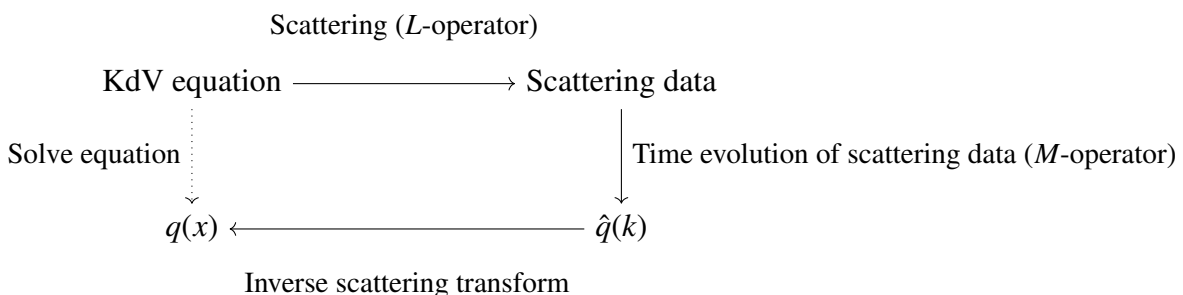 Scattering (L-operator)
KdV equation
Scattering data
Solve equation
Time evolution of scattering data (M-operator)
q(x)
q̂(k)
Inverse scattering transform